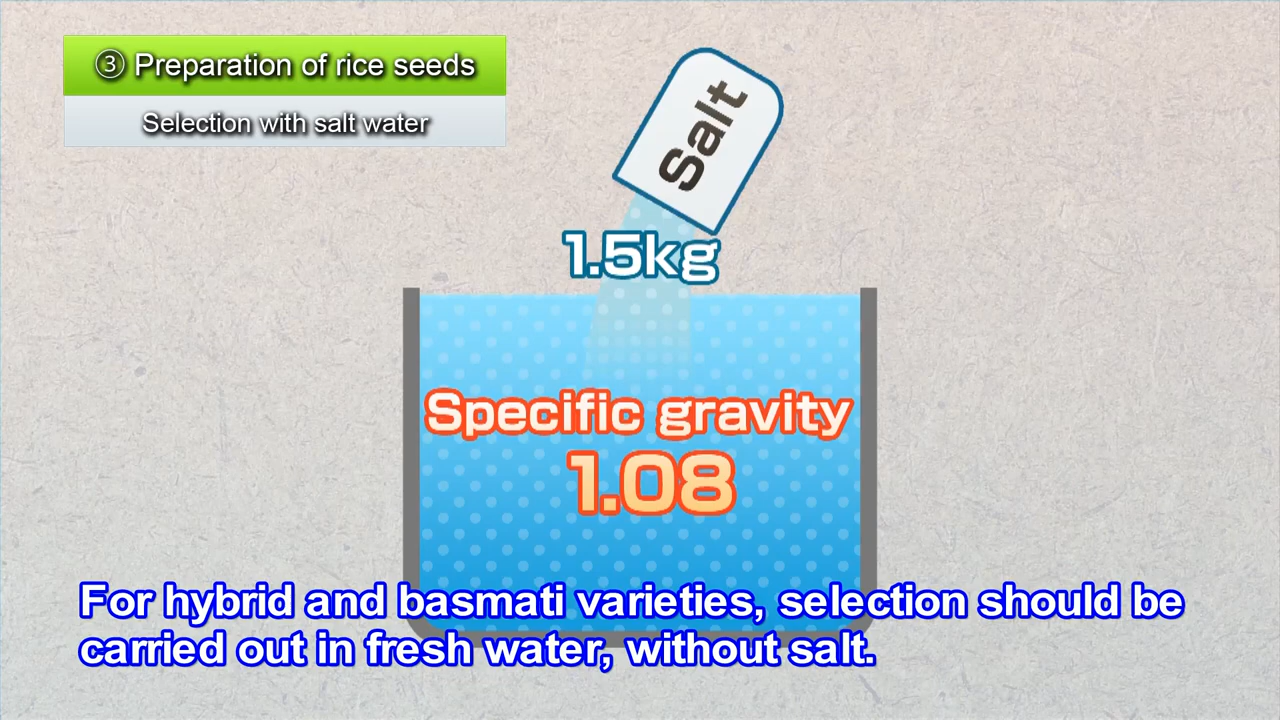 ③ Preparation of rice seeds
Selection with salt water
Salt
1.5kg
Specific gravity
1.08
For hybrid and basmati varieties, selection should be
carried out in fresh water, without salt.